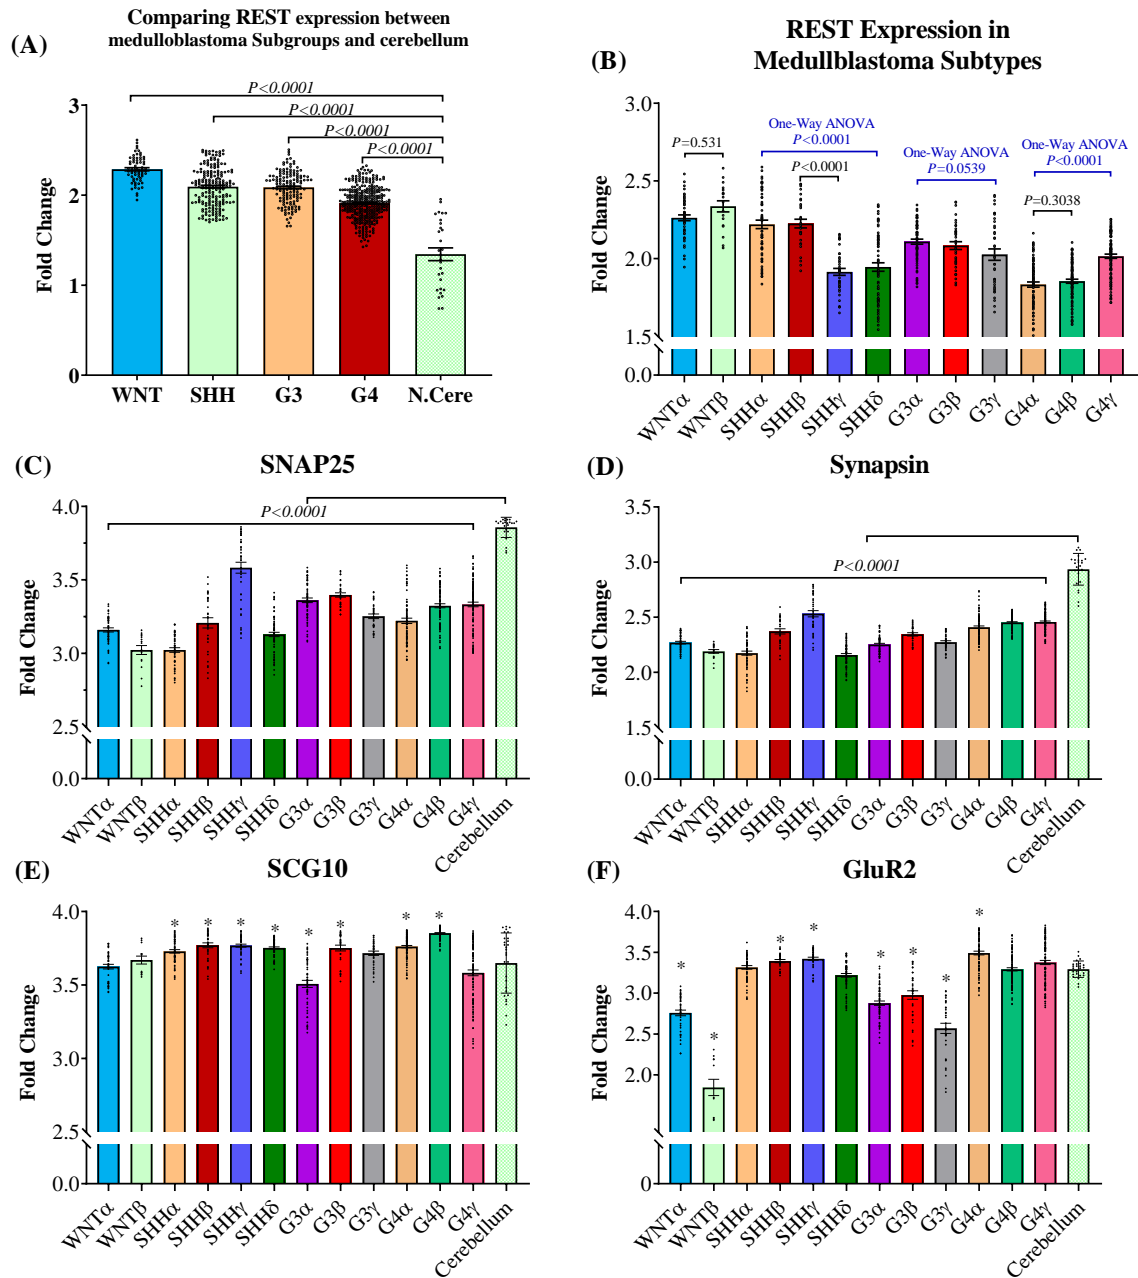 (A)
Comparing REST expression between
medulloblastoma Subgroups and cerebellum
P<0.0001
P<0.0001
P<0.0001
P<0.0001
Fold Change
3
2
1
0
WNT SHH G3 G4 N.Cere
(B)
REST Expression in
Medullblastoma Subtypes
One-Way ANOVA
P<0.0001
P=0.531
P<0.0001
One-Way ANOVA
P=0.0539
One-Way ANOVA
P<0.0001
P=0.3038
Fold Change
3.0
2.5
2.0
1.5
0.0
WNTα WNTβ SHHα SHHβ SHHγ SHHδ G3α G3β G3γ G4α G4β G4γ
(C)
SNAP25
P<0.0001
Fold Change
4.0
3.5
3.0
2.5
0.0
WNTα WNTβ SHHα SHHβ SHHγ SHHδ G3α G3β G3γ G4α G4β G4γ Cerebellum
(D)
Synapsin
P<0.0001
Fold Change
3.5
3.0
2.5
2.0
1.5
0.0
WNTα WNTβ SHHα SHHβ SHHγ SHHδ G3α G3β G3γ G4α G4β G4γ Cerebellum
(E)
SCG10
* * * * * * * *
Fold Change
4.0
3.5
3.0
2.5
0.0
WNTα WNTβ SHHα SHHβ SHHγ SHHδ G3α G3β G3γ G4α G4β G4γ Cerebellum
(F)
GluR2
* * * * * * * *
Fold Change
4.0
3.5
3.0
2.5
2.0
0
WNTα WNTβ SHHα SHHβ SHHγ SHHδ G3α G3β G3γ G4α G4β G4γ Cerebellum